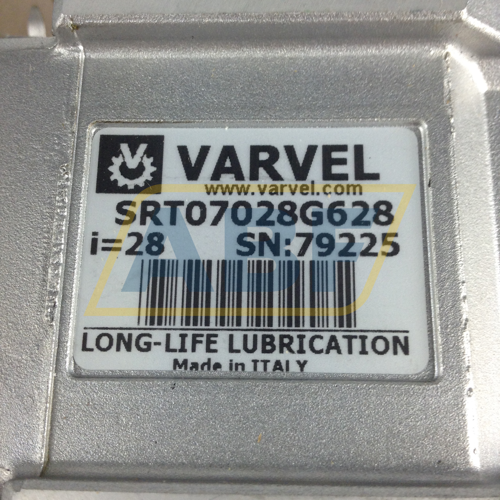 VARVEL
www.varvel.com
SRT07028G628
i=28 SN:79225
LONG-LIFE LUBRICATION
Made in ITALY